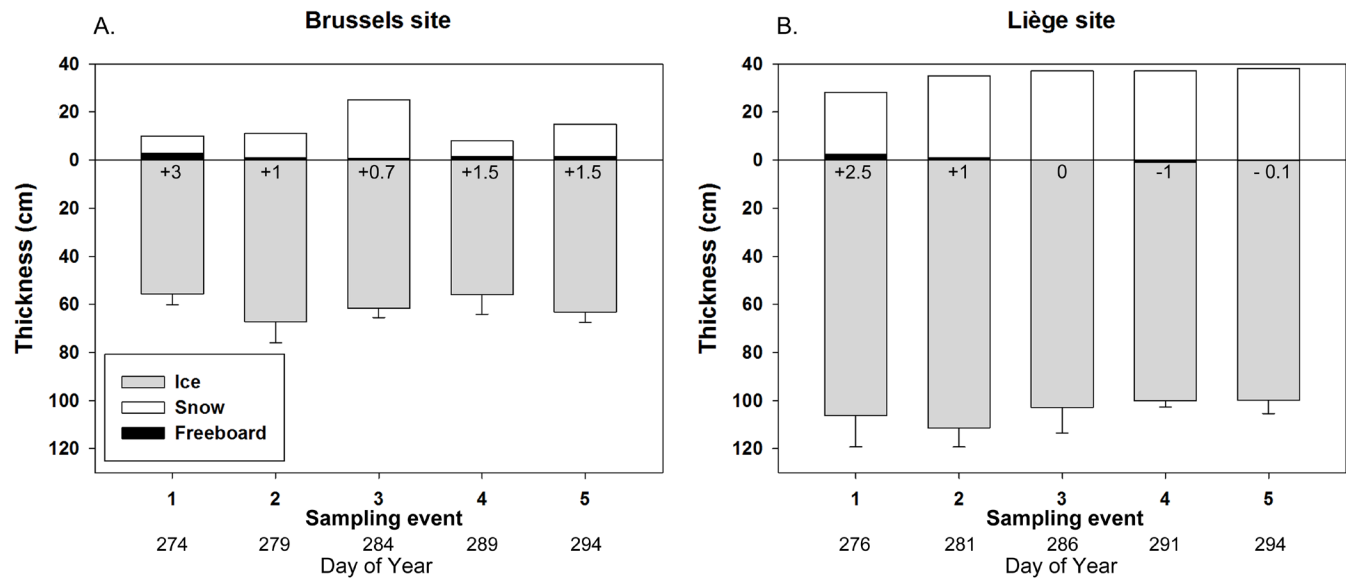 A.
Brussels site
40
20
0
20
40
60
80
100
120
Thickness (cm)
+3 +1 +0.7 +1.5 +1.5
Ice
Snow
Freeboard
1 2 3 4 5
Sampling event
274 279 284 289 294
Day of Year
B.
Liège site
40
20
0
20
40
60
80
100
120
Thickness (cm)
+2.5 +1 0 -1 - 0.1
1 2 3 4 5
Sampling event
276 281 286 291 294
Day of Year